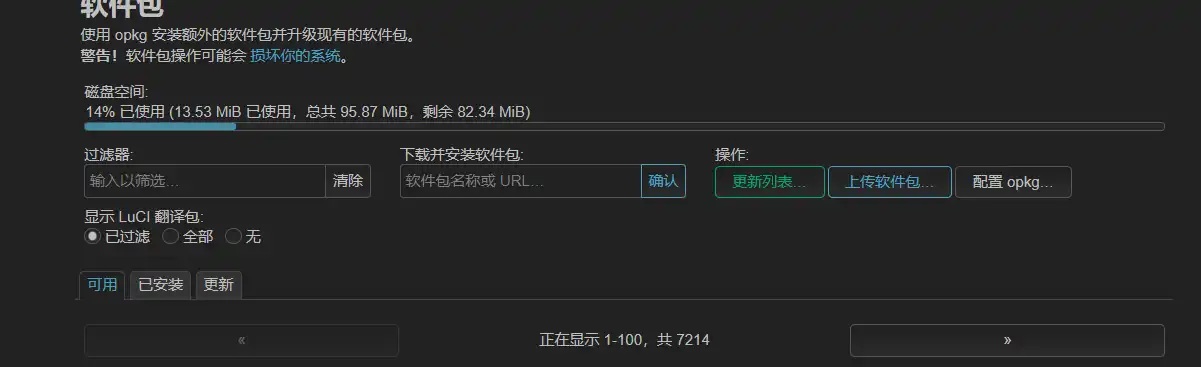 软件包
使用 opkg 安装额外的软件包并升级现有的软件包。
警告！软件包操作可能会 损坏你的系统。
磁盘空间:
14% 已使用 (13.53 MiB 已使用，总共 95.87 MiB，剩余 82.34 MiB)
过滤器: 下载并安装软件包: 操作:
输入以筛选… 清除 软件包名称或 URL… 确认 更新列表… 上传软件包… 配置 opkg…
显示 LuCI 翻译包:
已过滤 全部 无
可用 已安装 更新
« 正在显示 1-100，共 7214 »